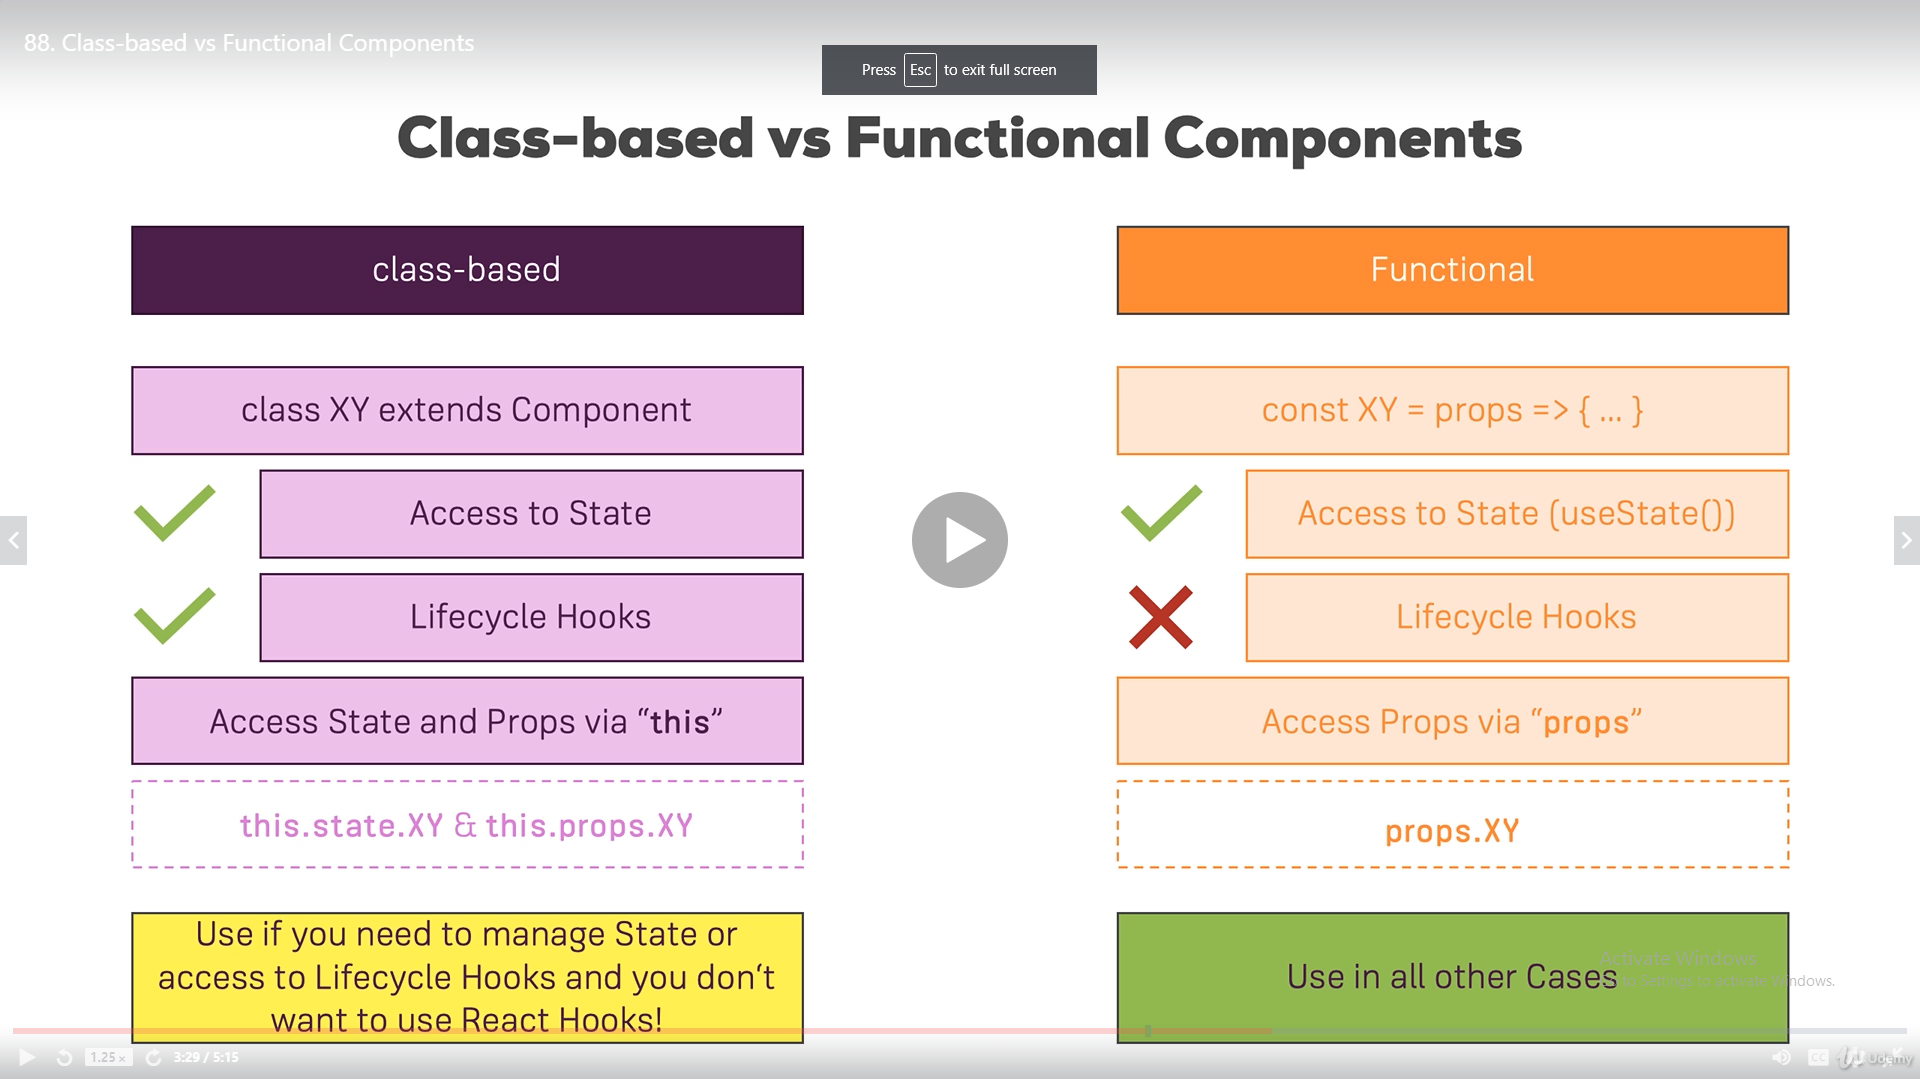 88. Class-based vs Functional Components
Press Esc to exit full screen
Class-based vs Functional Components
class-based
Functional
class XY extends Component
const XY = props => { ... }
Access to State
Access to State (useState())
Lifecycle Hooks
Lifecycle Hooks
Access State and Props via “this”
Access Props via “props”
this.state.XY & this.props.XY
props.XY
Use if you need to manage State or
access to Lifecycle Hooks and you don‘t
want to use React Hooks!
Use in all other Cases
Activate Windows
settings to activate Windows.
1.25 x
3:29 / 5:15
CC
Udemy